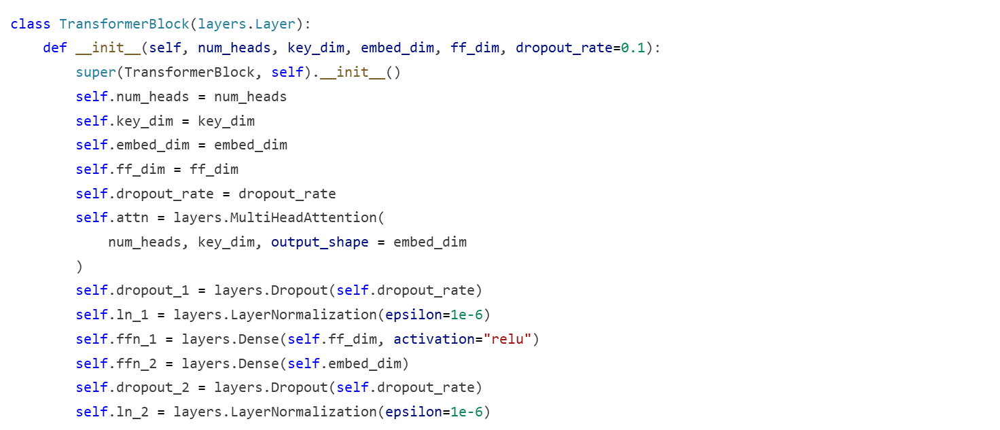 class TransformerBlock(layers.Layer):
    def __init__(self, num_heads, key_dim, embed_dim, ff_dim, dropout_rate=0.1):
        super(TransformerBlock, self).__init__()
        self.num_heads = num_heads
        self.key_dim = key_dim
        self.embed_dim = embed_dim
        self.ff_dim = ff_dim
        self.dropout_rate = dropout_rate
        self.attn = layers.MultiHeadAttention(
            num_heads, key_dim, output_shape = embed_dim
        )
        self.dropout_1 = layers.Dropout(self.dropout_rate)
        self.ln_1 = layers.LayerNormalization(epsilon=1e-6)
        self.ffn_1 = layers.Dense(self.ff_dim, activation="relu")
        self.ffn_2 = layers.Dense(self.embed_dim)
        self.dropout_2 = layers.Dropout(self.dropout_rate)
        self.ln_2 = layers.LayerNormalization(epsilon=1e-6)